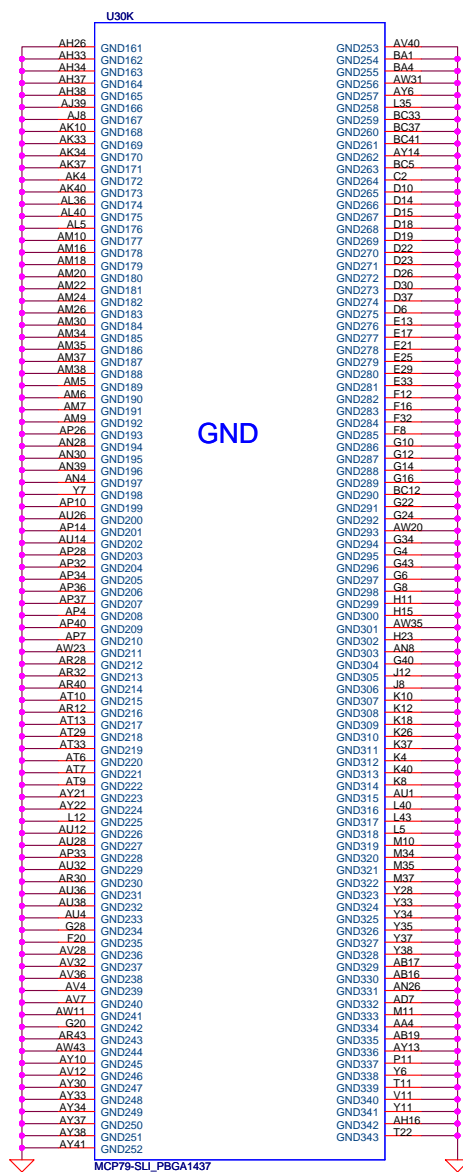 U30K
AH26 GND161
AH33 GND162
AH34 GND163
AH37 GND164
AH38 GND165
AJ39 GND166
AJ8 GND167
AK10 GND168
AK33 GND169
AK34 GND170
AK37 GND171
AK4 GND172
AK40 GND173
AL36 GND174
AL40 GND175
AL5 GND176
AM10 GND177
AM16 GND178
AM18 GND179
AM20 GND180
AM22 GND181
AM24 GND182
AM26 GND183
AM30 GND184
AM34 GND185
AM35 GND186
AM37 GND187
AM38 GND188
AM5 GND189
AM6 GND190
AM7 GND191
AM9 GND192
AP26 GND193
AN28 GND194
AN30 GND195
AN39 GND196
AN4 GND197
Y7 GND198
AP10 GND199
AU26 GND200
AP14 GND201
AU14 GND202
AP28 GND203
AP32 GND204
AP34 GND205
AP36 GND206
AP37 GND207
AP4 GND208
AP40 GND209
AP7 GND210
AW23 GND211
AR28 GND212
AR32 GND213
AR40 GND214
AT10 GND215
AR12 GND216
AT13 GND217
AT29 GND218
AT33 GND219
AT6 GND220
AT7 GND221
AT9 GND222
AY21 GND223
AY22 GND224
L12 GND225
AU12 GND226
AU28 GND227
AP33 GND228
AU32 GND229
AR30 GND230
AU36 GND231
AU38 GND232
AU4 GND233
G28 GND234
F20 GND235
AV28 GND236
AV32 GND237
AV36 GND238
AV4 GND239
AV7 GND240
AW11 GND241
G20 GND242
AR43 GND243
AW43 GND244
AY10 GND245
AV12 GND246
AY30 GND247
AY33 GND248
AY34 GND249
AY37 GND250
AY38 GND251
AY41 GND252
GND
GND253 AV40
GND254 BA1
GND255 BA4
GND256 AW31
GND257 AY6
GND258 L35
GND259 BC33
GND260 BC37
GND261 BC41
GND262 AY14
GND263 BC5
GND264 C2
GND265 D10
GND266 D14
GND267 D15
GND268 D18
GND269 D19
GND270 D22
GND271 D23
GND272 D26
GND273 D30
GND274 D37
GND275 D6
GND276 E13
GND277 E17
GND278 E21
GND279 E25
GND280 E29
GND281 E33
GND282 F12
GND283 F16
GND284 F32
GND285 F8
GND286 G10
GND287 G12
GND288 G14
GND289 G16
GND290 BC12
GND291 G22
GND292 G24
GND293 AW20
GND294 G34
GND295 G4
GND296 G43
GND297 G6
GND298 G8
GND299 H11
GND300 H15
GND301 AW35
GND302 H23
GND303 AN8
GND304 G40
GND305 J12
GND306 J8
GND307 K10
GND308 K12
GND309 K18
GND310 K26
GND311 K37
GND312 K4
GND313 K40
GND314 K8
GND315 AU1
GND316 L40
GND317 L43
GND318 L5
GND319 M10
GND320 M34
GND321 M35
GND322 M37
GND323 Y28
GND324 Y33
GND325 Y34
GND326 Y35
GND327 Y37
GND328 Y38
GND329 AB17
GND330 AB16
GND331 AN26
GND332 AD7
GND333 M11
GND334 AA4
GND335 AB19
GND336 AY13
GND337 P11
GND338 Y6
GND339 T11
GND340 V11
GND341 Y11
GND342 AH16
GND343 T22
MCP79-SLI_PBGA1437